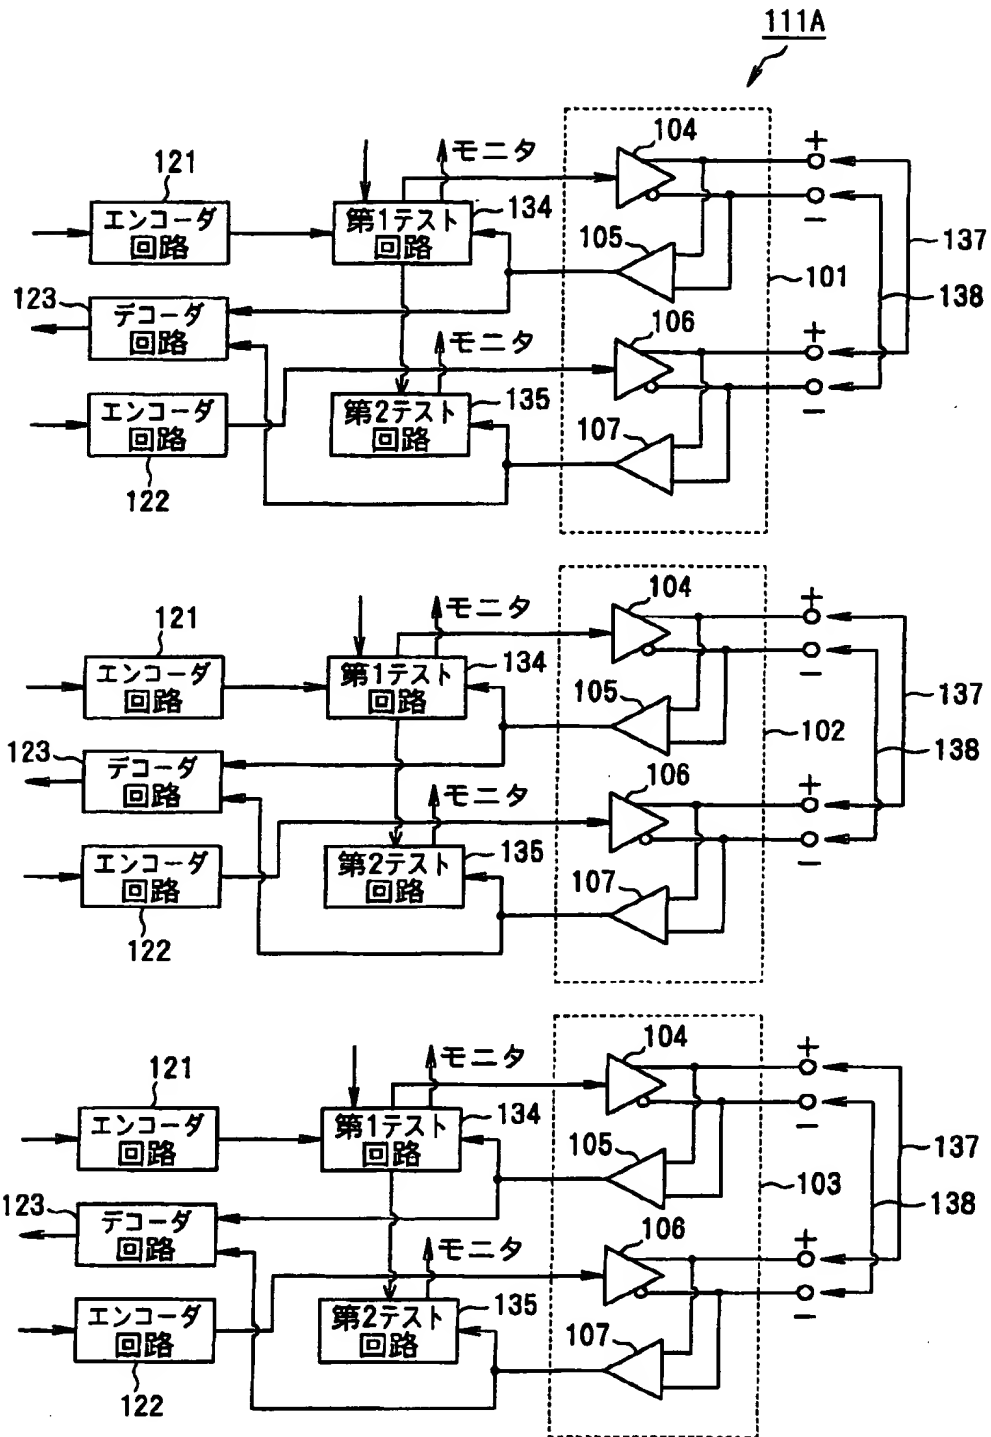 111A
104
+
モニタ
121
エンコーダ
回路
第1テスト
回路
134
−
105
137
101
138
123
デコーダ
回路
モニタ
106
+
エンコーダ
回路
第2テスト
回路
135
−
107
122
104
+
モニタ
121
エンコーダ
回路
第1テスト
回路
134
−
105
137
102
138
123
デコーダ
回路
モニタ
106
+
エンコーダ
回路
第2テスト
回路
135
−
107
122
104
+
モニタ
121
エンコーダ
回路
第1テスト
回路
134
−
105
137
103
138
123
デコーダ
回路
モニタ
106
+
エンコーダ
回路
第2テスト
回路
135
−
107
122